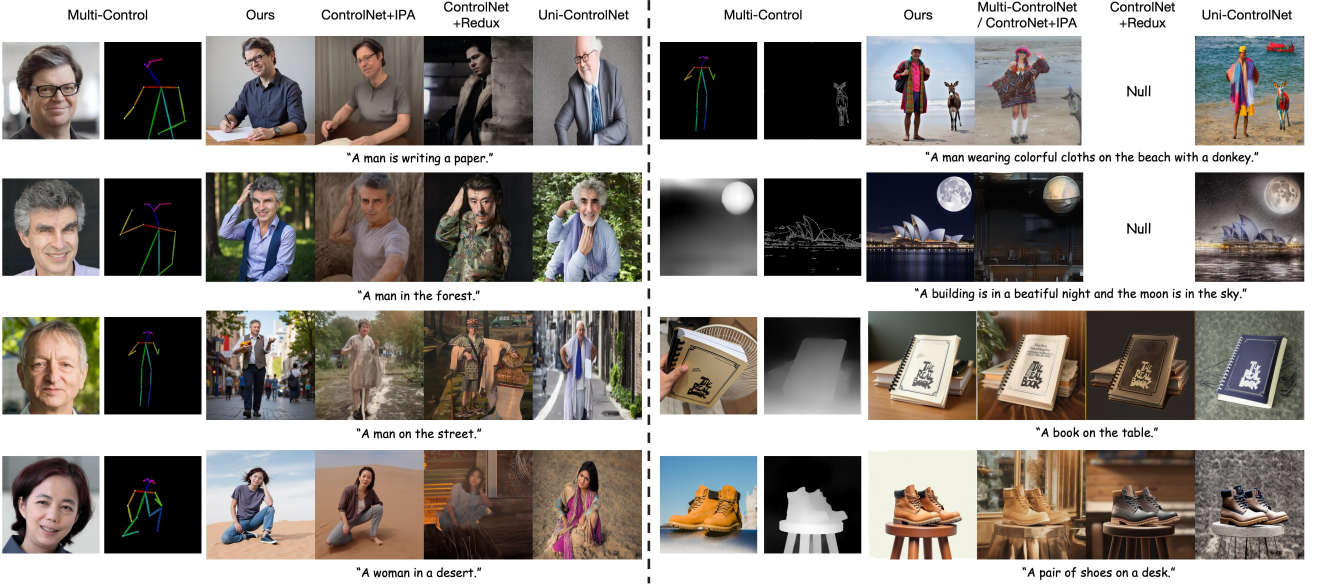 Multi-Control
Ours
ControlNet+IPA
ControlNet
+Redux
Uni-ControlNet
Multi-Control
Ours
Multi-ControlNet
/ ControNet+IPA
ControlNet
+Redux
Uni-ControlNet
“A man is writing a paper.”
“A man in the forest.”
“A man on the street.”
“A woman in a desert.”
Null
“A man wearing colorful cloths on the beach with a donkey.”
Null
“A building is in a beatiful night and the moon is in the sky.”
THE
REAL
BOOK
“A book on the table.”
“A pair of shoes on a desk.”